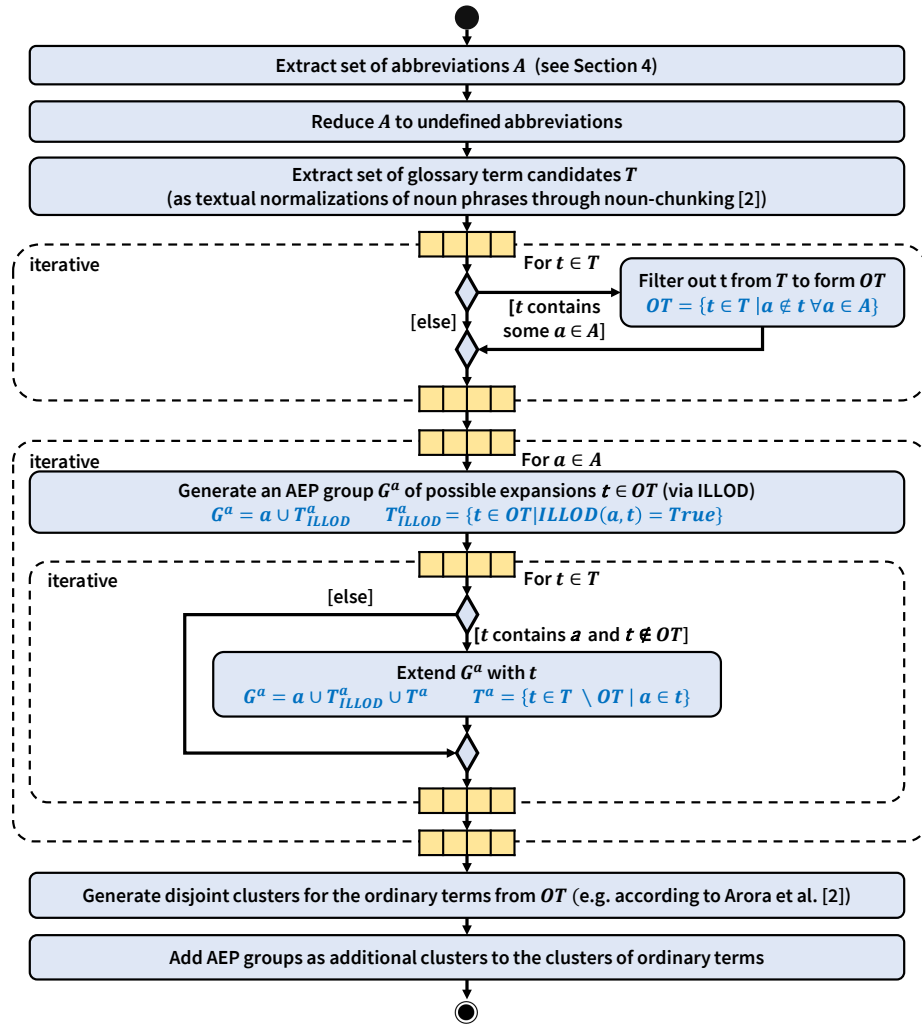 Extract set of abbreviations A (see Section 4)
Reduce A to undefined abbreviations
Extract set of glossary term candidates T
(as textual normalizations of noun phrases through noun-chunking [2])
iterative
For t ∈ T
Filter out t from T to form OT
OT = {t ∈ T | a ∉ t ∀a ∈ A}
[t contains
some a ∈ A]
[else]
iterative
For a ∈ A
Generate an AEP group G^a of possible expansions t ∈ OT (via ILLOD)
G^a = a ∪ T^a_ILLOD T^a_ILLOD = {t ∈ OT|ILLOD(a, t) = True}
iterative
For t ∈ T
[else]
[t contains a and t ∉ OT]
Extend G^a with t
G^a = a ∪ T^a_ILLOD ∪ T^a T^a = {t ∈ T \ OT | a ∈ t}
Generate disjoint clusters for the ordinary terms from OT (e.g. according to Arora et al. [2])
Add AEP groups as additional clusters to the clusters of ordinary terms